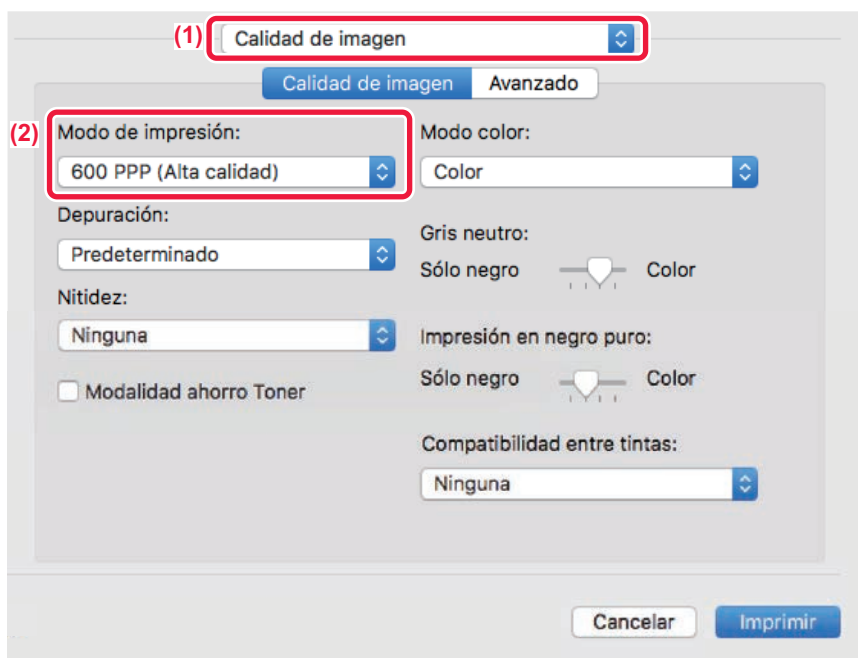 (1) Calidad de imagen
Calidad de imagen Avanzado
(2) Modo de impresión:
600 PPP (Alta calidad)
Depuración:
Predeterminado
Nitidez:
Ninguna
Modalidad ahorro Toner
Modo color:
Color
Gris neutro:
Sólo negro Color
Impresión en negro puro:
Sólo negro Color
Compatibilidad entre tintas:
Ninguna
Cancelar Imprimir